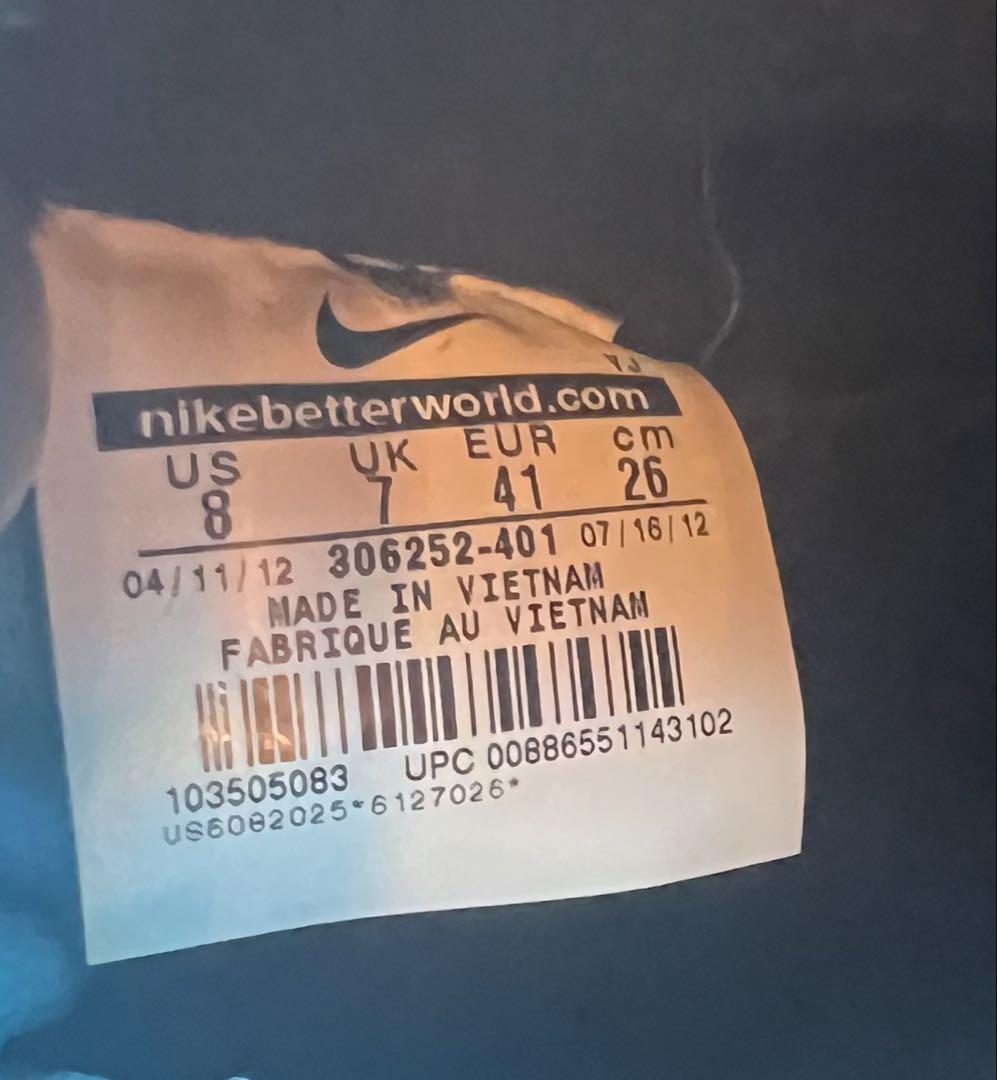 YJ
nikebetterworld.com
US UK EUR cm
8 7 41 26
04/11/12 306252-401 07/16/12
MADE IN VIETNAM
FABRIQUE AU VIETNAM
103505083 UPC 00886551143102
US6082025*6127026*